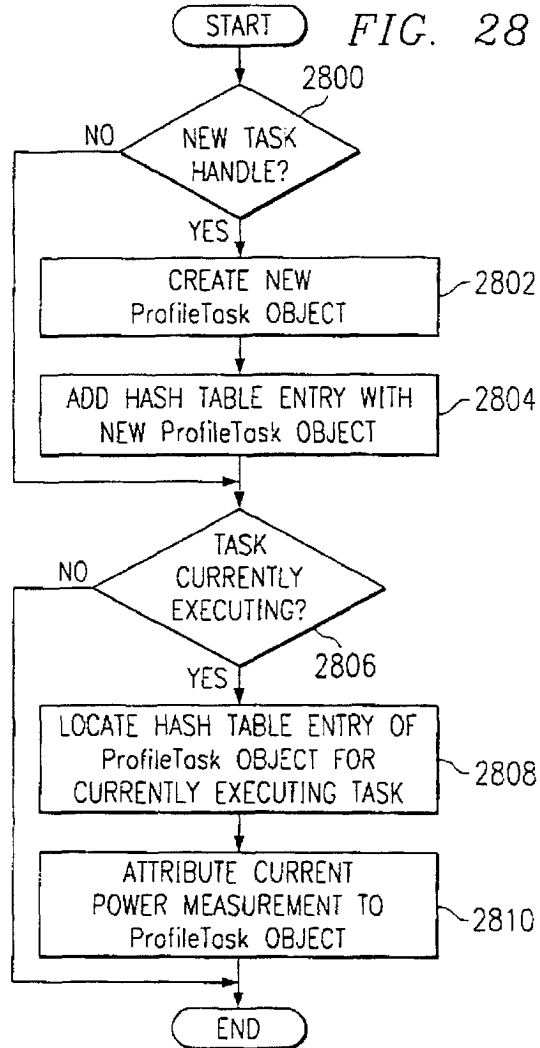 START
FIG. 28
2800
NO
NEW TASK
HANDLE?
YES
CREATE NEW
ProfileTask OBJECT
2802
ADD HASH TABLE ENTRY WITH
NEW ProfileTask OBJECT
2804
TASK
CURRENTLY
EXECUTING?
NO
2806
YES
LOCATE HASH TABLE ENTRY OF
ProfileTask OBJECT FOR
CURRENTLY EXECUTING TASK
2808
ATTRIBUTE CURRENT
POWER MEASUREMENT TO
ProfileTask OBJECT
2810
END